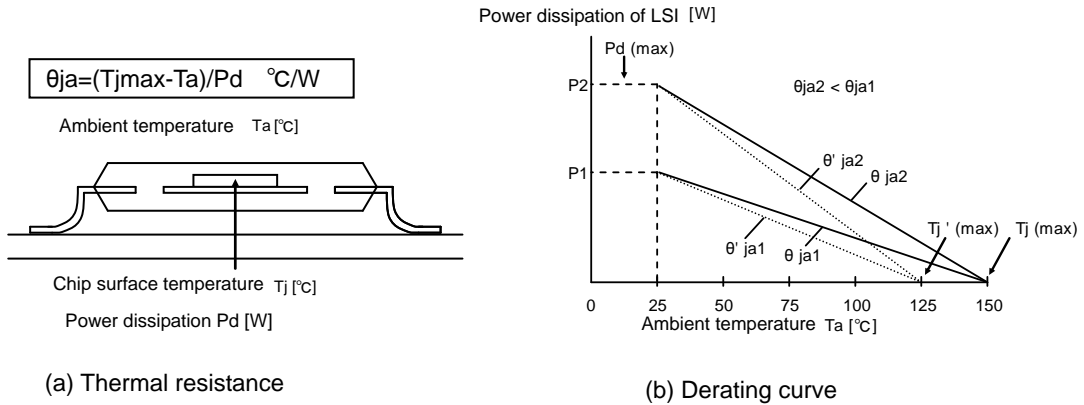 θja=(Tjmax-Ta)/Pd ℃/W
Ambient temperature Ta [℃]
Chip surface temperature Tj [℃]
Power dissipation Pd [W]
(a) Thermal resistance
Power dissipation of LSI [W]
Pd (max)
P2
θja2 < θja1
P1
θ' ja2
θ ja2
θ' ja1
θ ja1
Tj ' (max)
Tj (max)
0 25 50 75 100 125 150
Ambient temperature Ta [℃]
(b) Derating curve